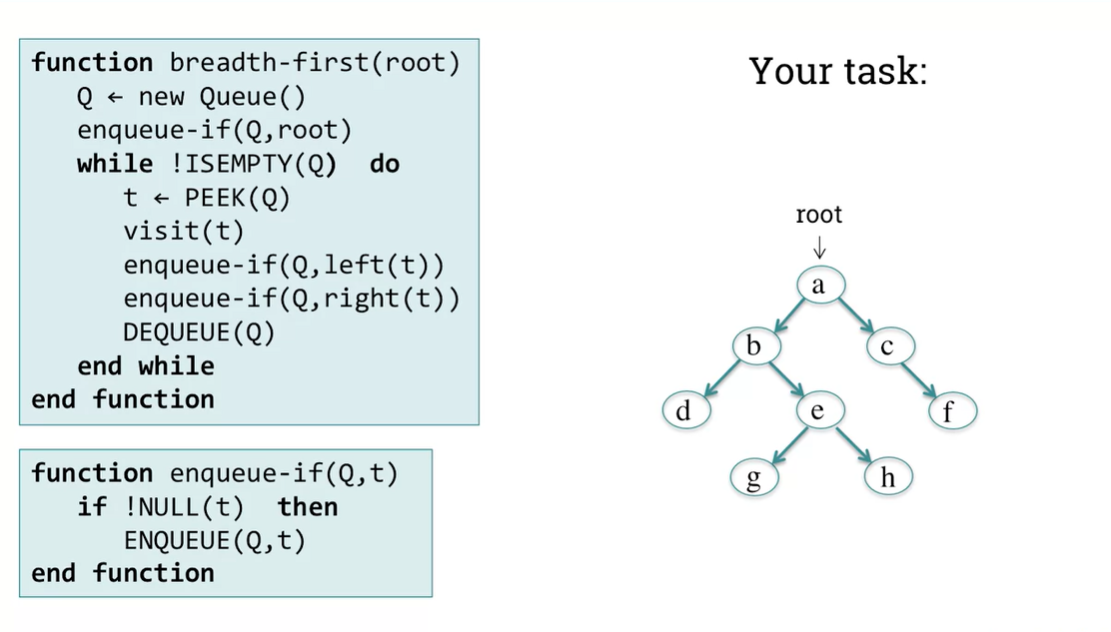 function breadth-first(root)
Q ← new Queue()
enqueue-if(Q,root)
while !ISEMPTY(Q) do
t ← PEEK(Q)
visit(t)
enqueue-if(Q,left(t))
enqueue-if(Q,right(t))
DEQUEUE(Q)
end while
end function
function enqueue-if(Q,t)
if !NULL(t) then
ENQUEUE(Q,t)
end function
Your task:
root
a
b c
d e f
g h